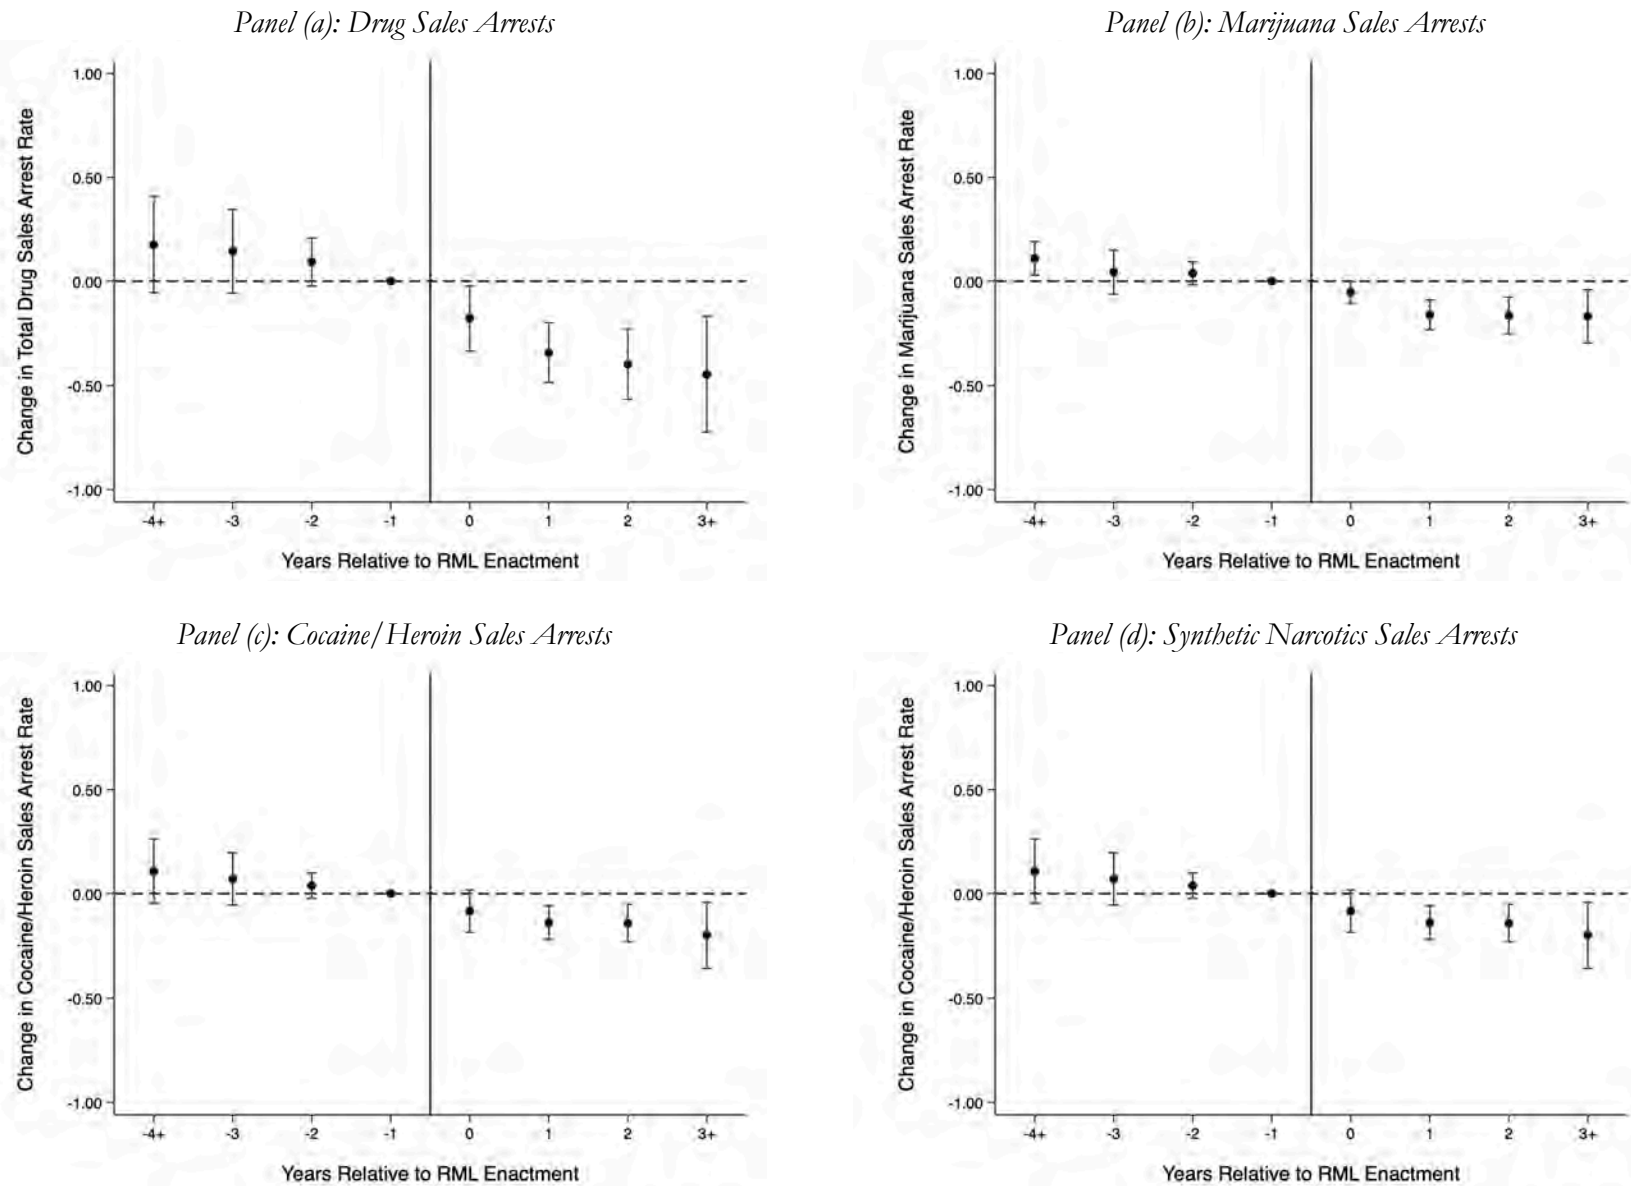 Panel (a): Drug Sales Arrests
Change in Total Drug Sales Arrest Rate
1.00
0.50
0.00
-0.50
-1.00
-4+ -3 -2 -1 0 1 2 3+
Years Relative to RML Enactment
Panel (b): Marijuana Sales Arrests
Change in Marijuana Sales Arrest Rate
1.00
0.50
0.00
-0.50
-1.00
-4+ -3 -2 -1 0 1 2 3+
Years Relative to RML Enactment
Panel (c): Cocaine/Heroin Sales Arrests
Change in Cocaine/Heroin Sales Arrest Rate
1.00
0.50
0.00
-0.50
-1.00
-4+ -3 -2 -1 0 1 2 3+
Years Relative to RML Enactment
Panel (d): Synthetic Narcotics Sales Arrests
Change in Cocaine/Heroin Sales Arrest Rate
1.00
0.50
0.00
-0.50
-1.00
-4+ -3 -2 -1 0 1 2 3+
Years Relative to RML Enactment